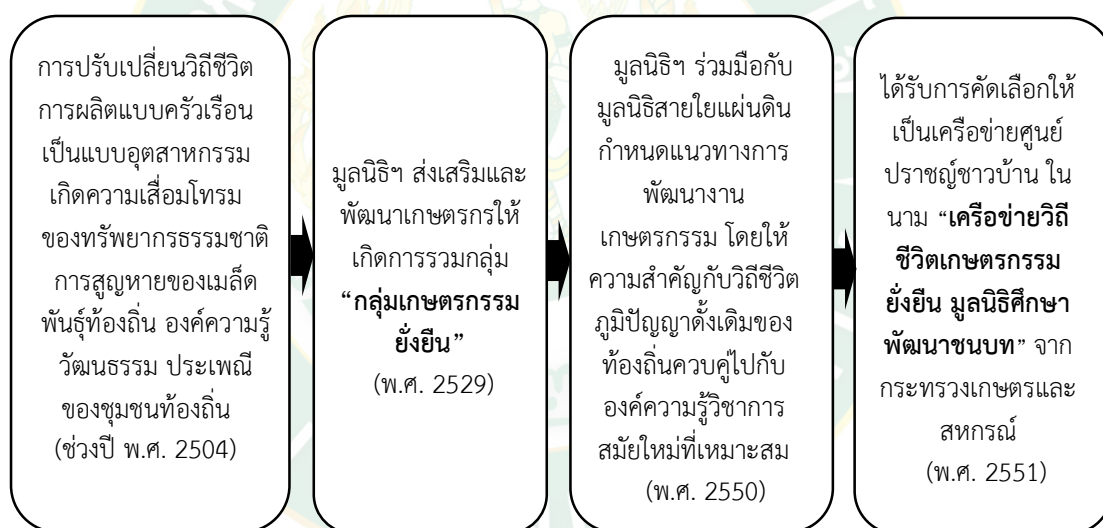 การปรับเปลี่ยนวิถีชีวิต
การผลิตแบบครัวเรือน
เป็นแบบอุตสาหกรรม
เกิดความเสื่อมโทรม
ของทรัพยากรธรรมชาติ
การสูญหายของเมล็ด
พันธุ์ท้องถิ่น องค์ความรู้
วัฒนธรรม ประเพณี
ของชุมชนท้องถิ่น
(ช่วงปี พ.ศ. 2504)
มูลนิธิฯ ส่งเสริมและ
พัฒนาเกษตรกรให้
เกิดการรวมกลุ่ม
“กลุ่มเกษตรกรรม
ยั่งยืน”
(พ.ศ. 2529)
มูลนิธิฯ ร่วมมือกับ
มูลนิธิสายใยแผ่นดิน
กำหนดแนวทางการ
พัฒนางาน
เกษตรกรรม โดยให้
ความสำคัญกับวิถีชีวิต
ภูมิปัญญาดั้งเดิมของ
ท้องถิ่นควบคู่ไปกับ
องค์ความรู้วิชาการ
สมัยใหม่ที่เหมาะสม
(พ.ศ. 2550)
ได้รับการคัดเลือกให้
เป็นเครือข่ายศูนย์
ปราชญ์ชาวบ้าน ใน
นาม “เครือข่ายวิถี
ชีวิตเกษตรกรรม
ยั่งยืน มูลนิธิศึกษา
พัฒนาชนบท” จาก
กระทรวงเกษตรและ
สหกรณ์
(พ.ศ. 2551)